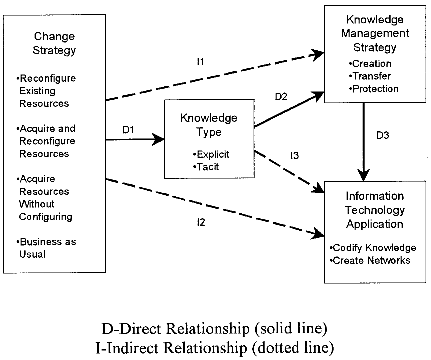 Change
Strategy
•Reconfigure
Existing
Resources
•Acquire and
Reconfigure
Resources
•Acquire
Resources
Without
Configuring
•Business as
Usual
I1
D1
I2
Knowledge
Type
•Explicit
•Tacit
D2
I3
Knowledge
Management
Strategy
•Creation
•Transfer
•Protection
D3
Information
Technology
Application
•Codify Knowledge
•Create Networks
D-Direct Relationship (solid line)
I-Indirect Relationship (dotted line)